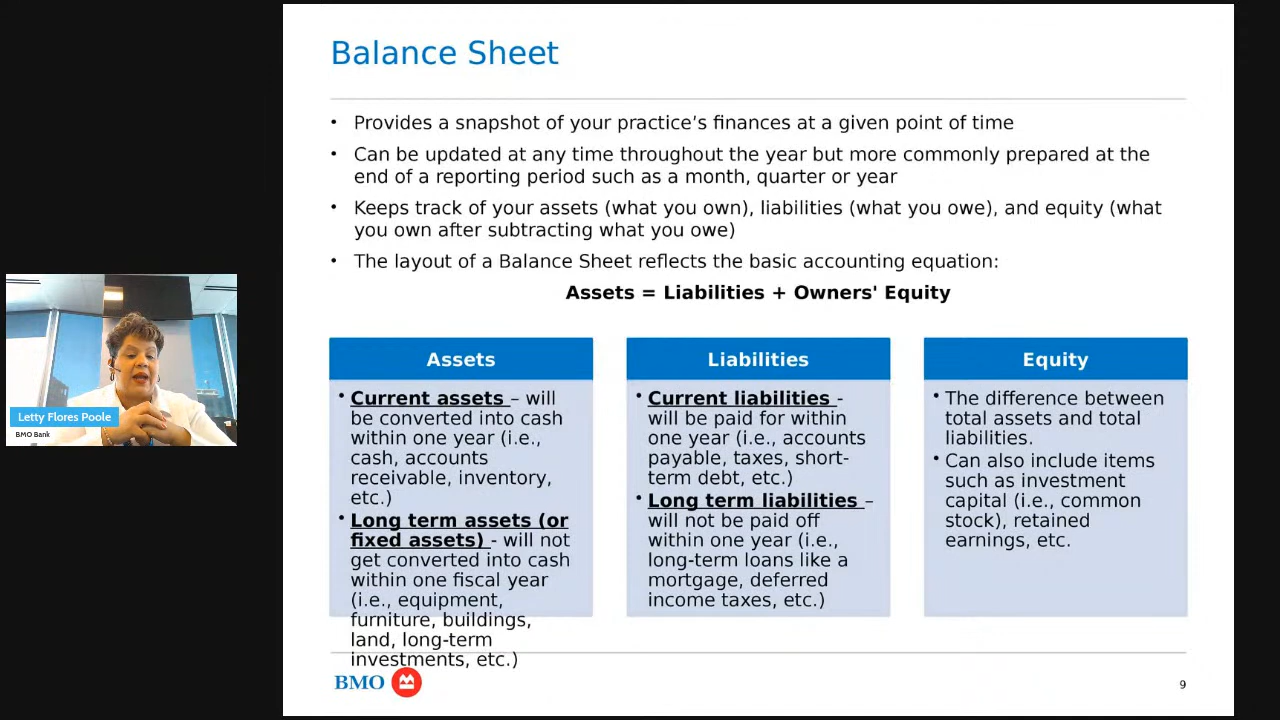 Balance Sheet
• Provides a snapshot of your practice’s finances at a given point of time
• Can be updated at any time throughout the year but more commonly prepared at the
end of a reporting period such as a month, quarter or year
• Keeps track of your assets (what you own), liabilities (what you owe), and equity (what
you own after subtracting what you owe)
• The layout of a Balance Sheet reflects the basic accounting equation:
Assets = Liabilities + Owners' Equity
Assets
• Current assets – will
be converted into cash
within one year (i.e.,
cash, accounts
receivable, inventory,
etc.)
• Long term assets (or
fixed assets) - will not
get converted into cash
within one fiscal year
(i.e., equipment,
furniture, buildings,
land, long-term
investments, etc.)
Liabilities
• Current liabilities -
will be paid for within
one year (i.e., accounts
payable, taxes, short-
term debt, etc.)
• Long term liabilities –
will not be paid off
within one year (i.e.,
long-term loans like a
mortgage, deferred
income taxes, etc.)
Equity
• The difference between
total assets and total
liabilities.
• Can also include items
such as investment
capital (i.e., common
stock), retained
earnings, etc.
Letty Flores Poole
BMO Bank
BMO
9